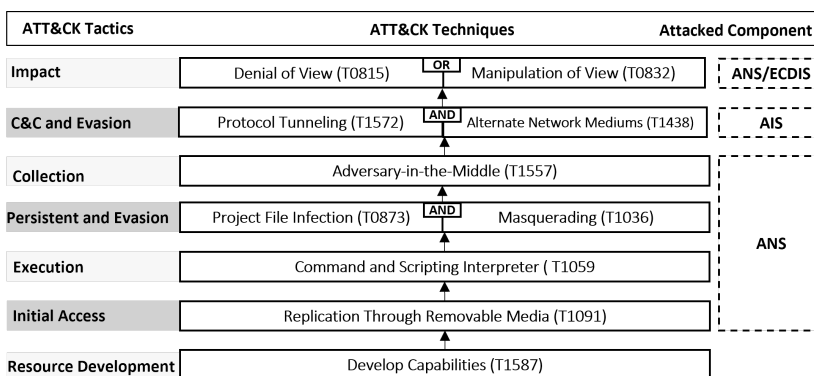 ATT&CK Tactics ATT&CK Techniques Attacked Component
Impact Denial of View (T0815) OR Manipulation of View (T0832) ANS/ECDIS
C&C and Evasion Protocol Tunneling (T1572) AND Alternate Network Mediums (T1438) AIS
Collection Adversary-in-the-Middle (T1557)
Persistent and Evasion Project File Infection (T0873) AND Masquerading (T1036)
ANS
Execution Command and Scripting Interpreter ( T1059
Initial Access Replication Through Removable Media (T1091)
Resource Development Develop Capabilities (T1587)